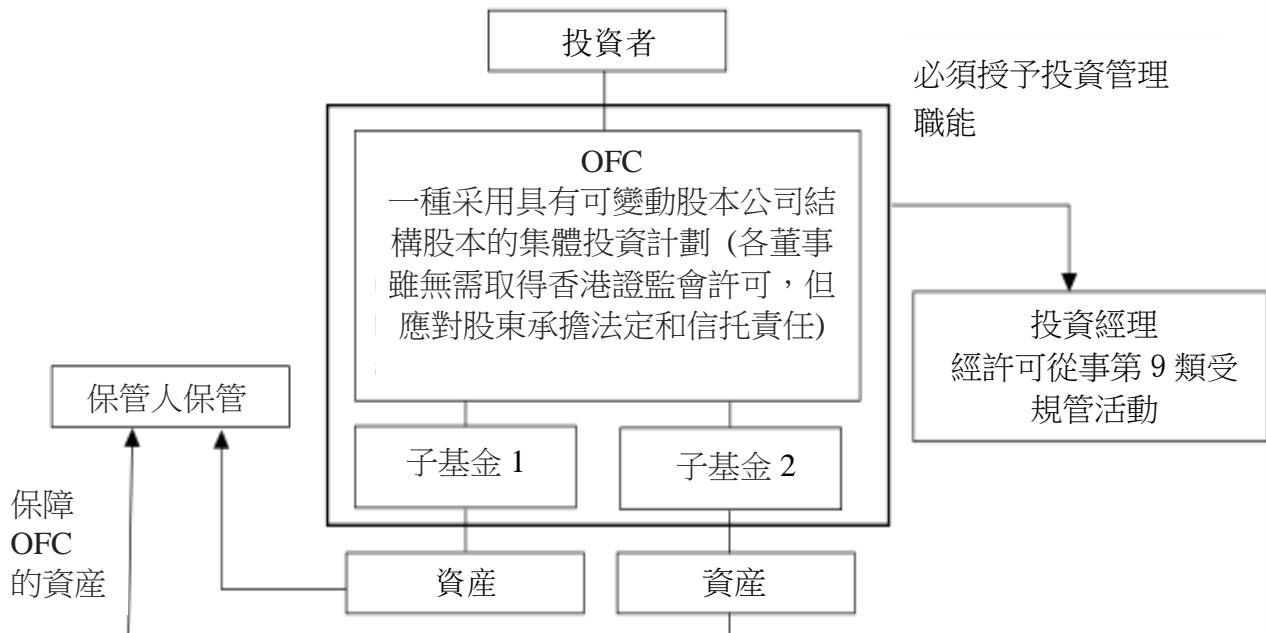 投資者
必須授予投資管理
職能
OFC
一種采用具有可變動股本公司結
構股本的集體投資計劃 (各董事
雖無需取得香港證監會許可，但
應對股東承擔法定和信托責任)
投資經理
經許可從事第 9 類受
規管活動
保管人保管
子基金 1
子基金 2
保障
OFC
的資産
資産
資産